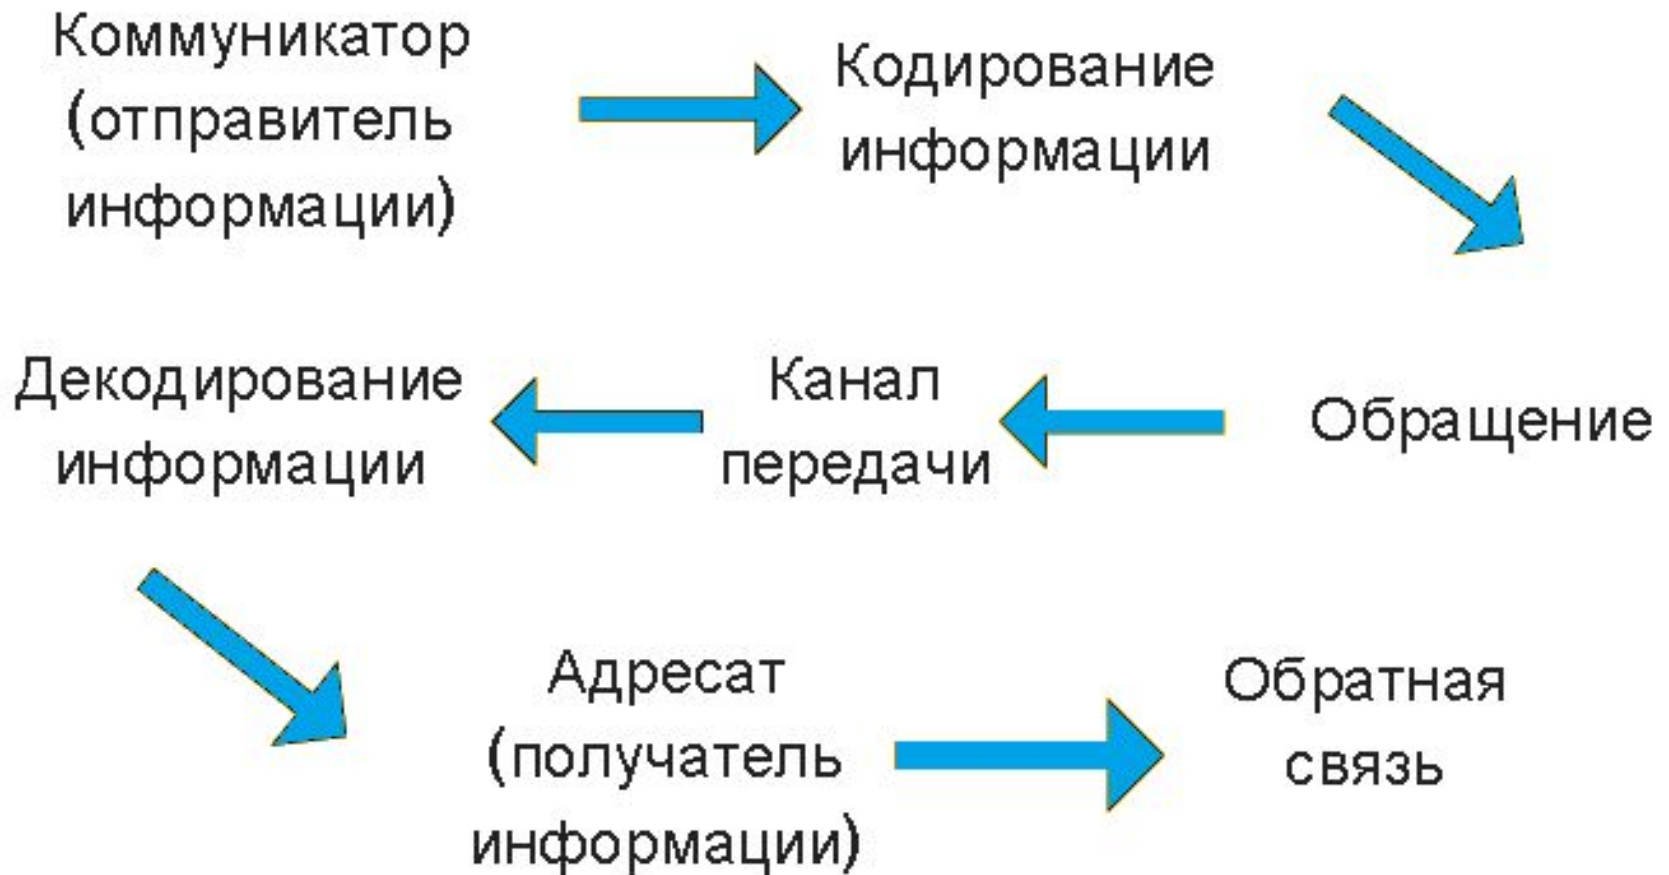 Коммуникатор
(отправитель
информации)
Кодирование
информации
Декодирование
информации
Канал
передачи
Обращение
Адресат
(получатель
информации)
Обратная
связь